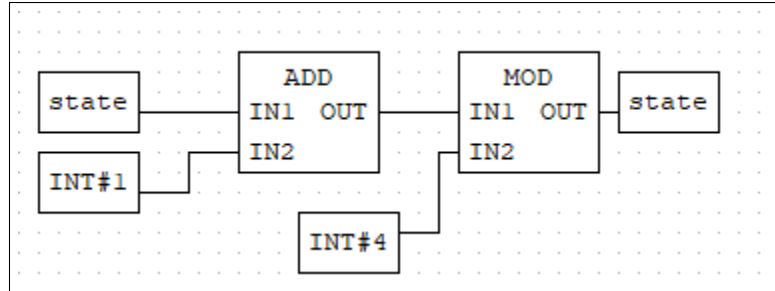 ADD
MOD
state
IN1 OUT
IN1 OUT
state
IN2
IN2
INT#1
INT#4